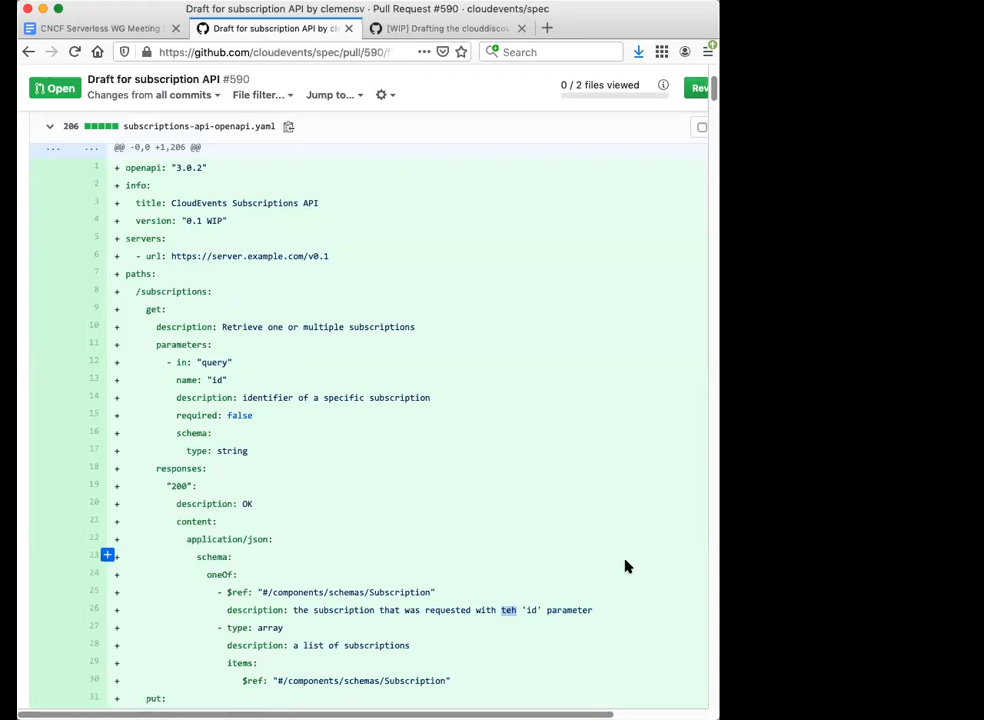 Draft for subscription API by clemensv · Pull Request #590 · cloudevents/spec
CNCF Serverless WG Meeting
Draft for subscription API by cl
[WIP] Drafting the clouddiscov
https://github.com/cloudevents/spec/pull/590/f
Search
Open
Draft for subscription API #590
Changes from all commits
File filter...
Jump to...
0 / 2 files viewed
Rev
206 subscriptions-api-openapi.yaml
... ... @@ -0,0 +1,206 @@
1 + openapi: "3.0.2"
2 + info:
3 + title: CloudEvents Subscriptions API
4 + version: "0.1 WIP"
5 + servers:
6 + - url: https://server.example.com/v0.1
7 + paths:
8 + /subscriptions:
9 + get:
10 + description: Retrieve one or multiple subscriptions
11 + parameters:
12 + - in: "query"
13 + name: "id"
14 + description: identifier of a specific subscription
15 + required: false
16 + schema:
17 + type: string
18 + responses:
19 + "200":
20 + description: OK
21 + content:
22 + application/json:
23 + schema:
24 + oneOf:
25 + - $ref: "#/components/schemas/Subscription"
26 + description: the subscription that was requested with teh 'id' parameter
27 + - type: array
28 + description: a list of subscriptions
29 + items:
30 + $ref: "#/components/schemas/Subscription"
31 + put: